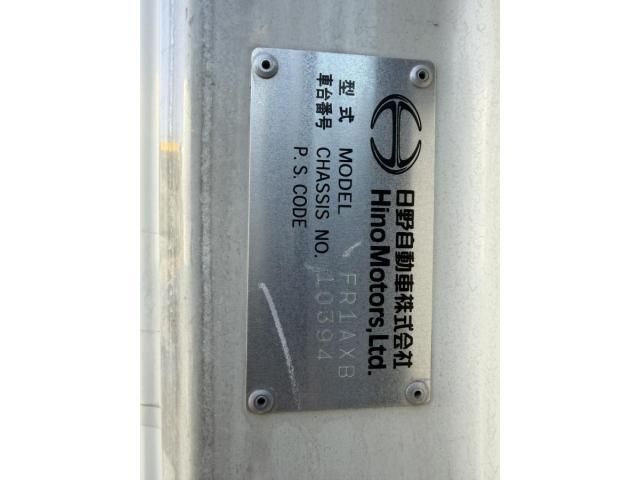 日野自動車株式会社
Hino Motors,Ltd.
型式 MODEL FR1AXB
車台番号 CHASSIS NO. 10394
P.S.CODE